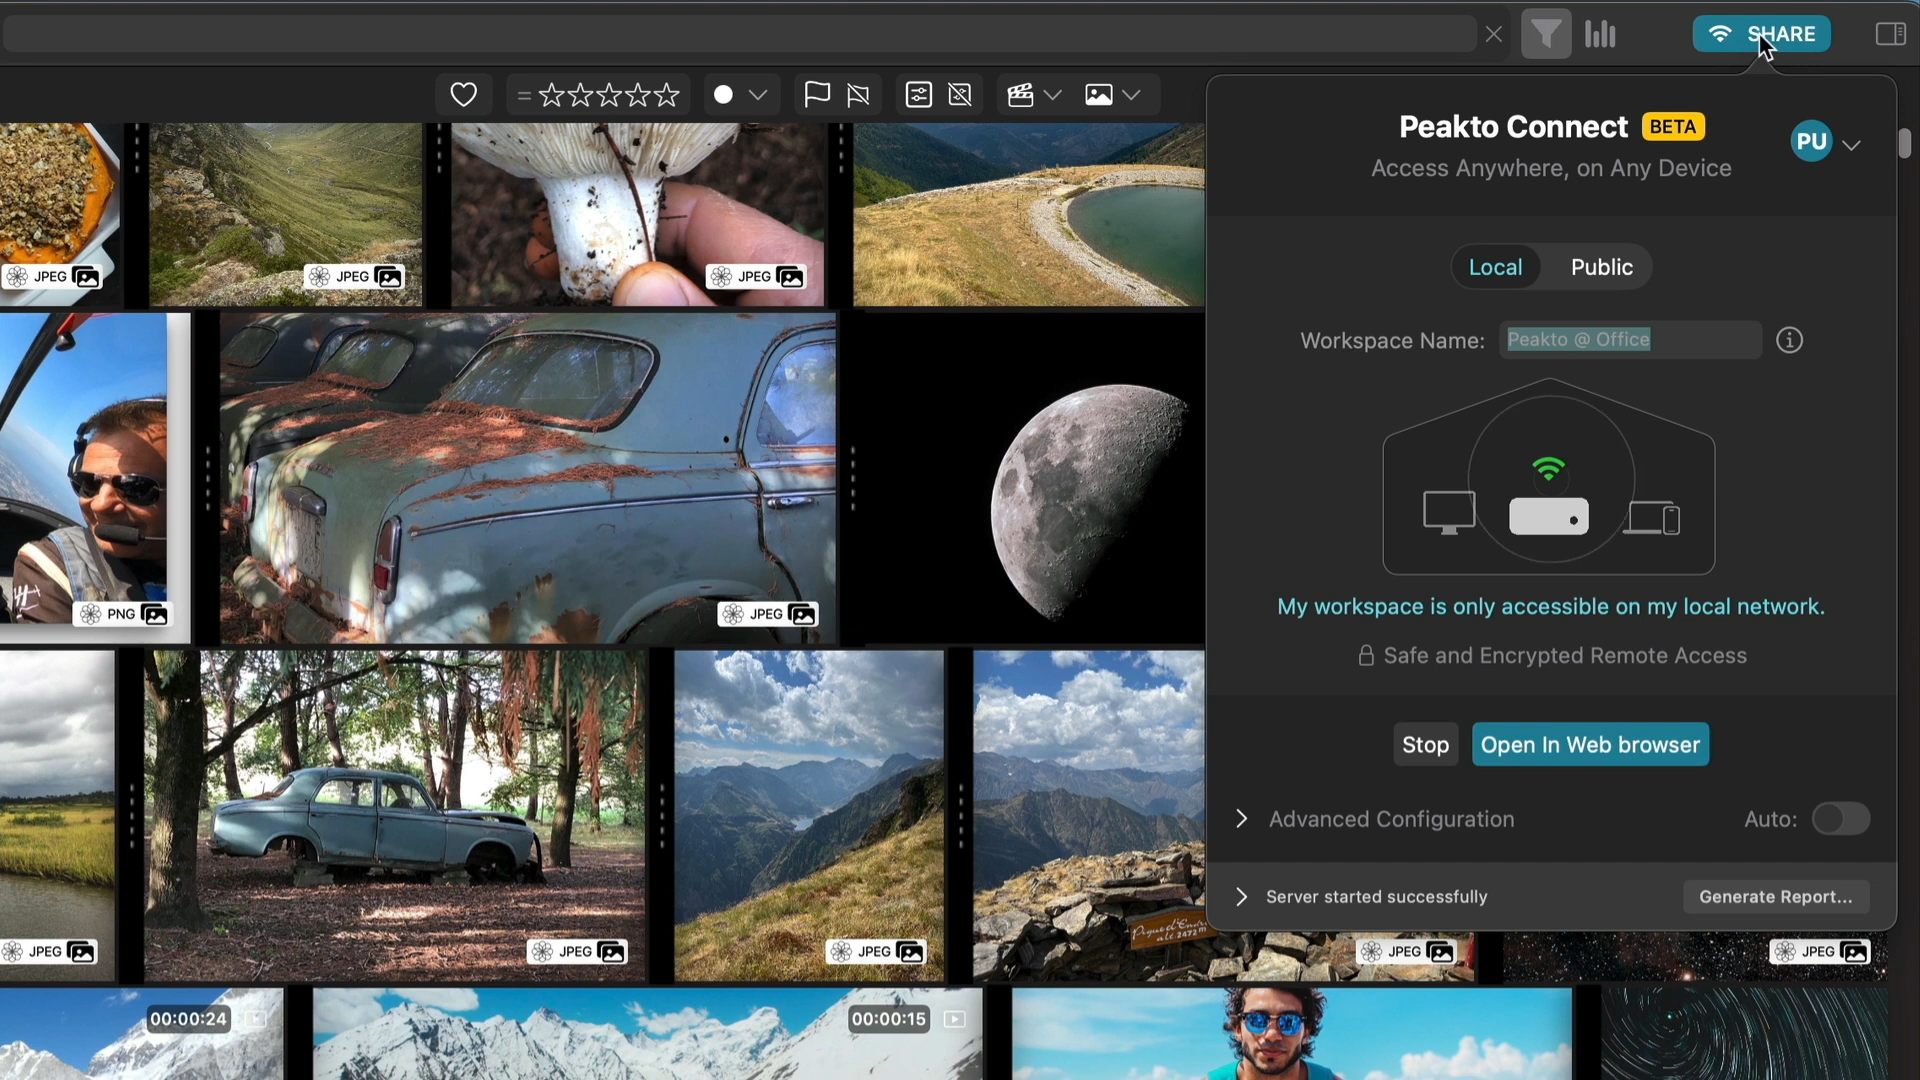 SHARE
Peakto Connect BETA
PU
Access Anywhere, on Any Device
JPEG
JPEG
JPEG
Local Public
Workspace Name: Peakto @ Office
PNG
JPEG
My workspace is only accessible on my local network.
Safe and Encrypted Remote Access
Stop Open In Web browser
Advanced Configuration Auto:
Server started successfully Generate Report...
JPEG
JPEG
JPEG
JPEG
JPEG
00:00:24
00:00:15